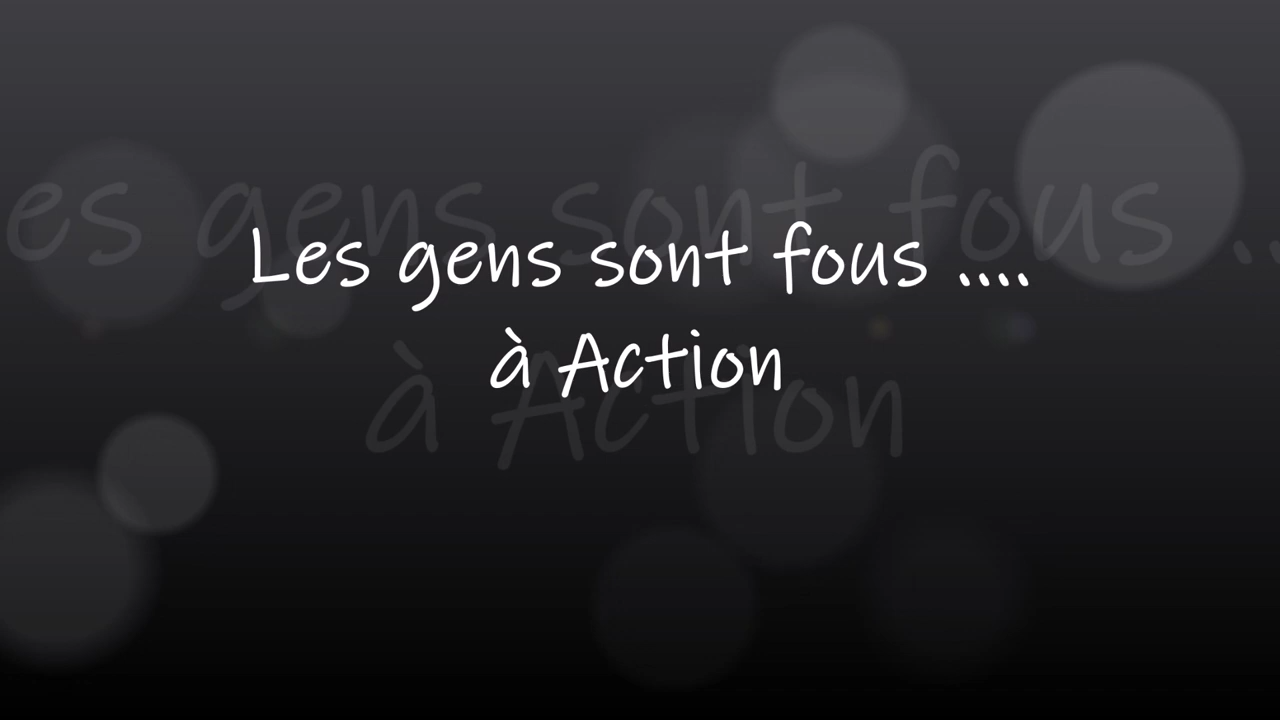 Les gens sont fous ....
à Action